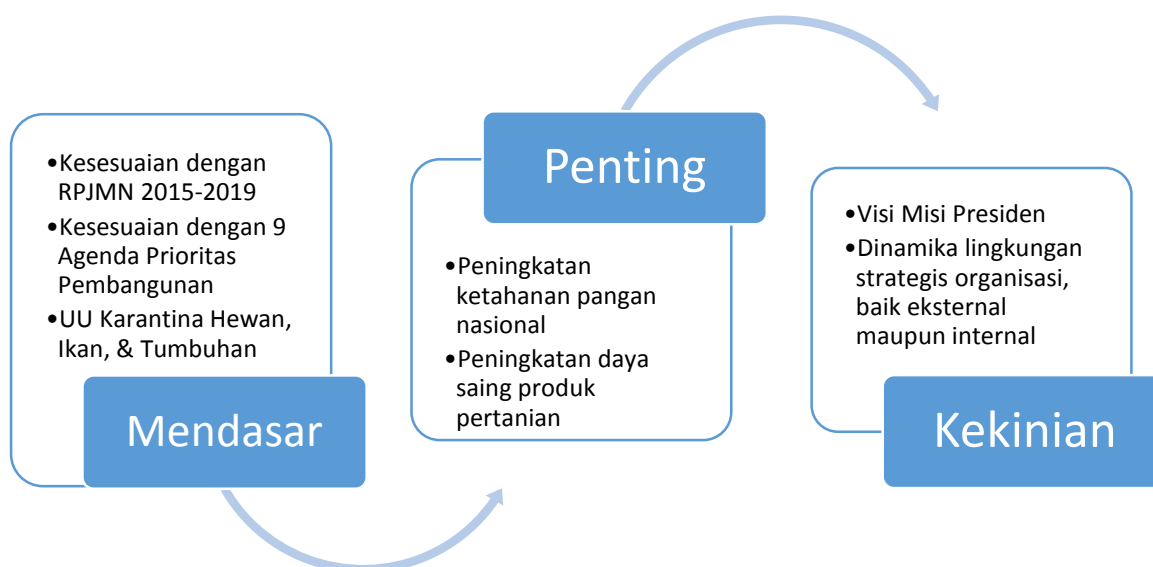 •Kesesuaian dengan
RPJMN 2015-2019
•Kesesuaian dengan 9
Agenda Prioritas
Pembangunan
•UU Karantina Hewan,
Ikan, & Tumbuhan
Mendasar
Penting
•Peningkatan
ketahanan pangan
nasional
•Peningkatan daya
saing produk
pertanian
•Visi Misi Presiden
•Dinamika lingkungan
strategis organisasi,
baik eksternal
maupun internal
Kekinian